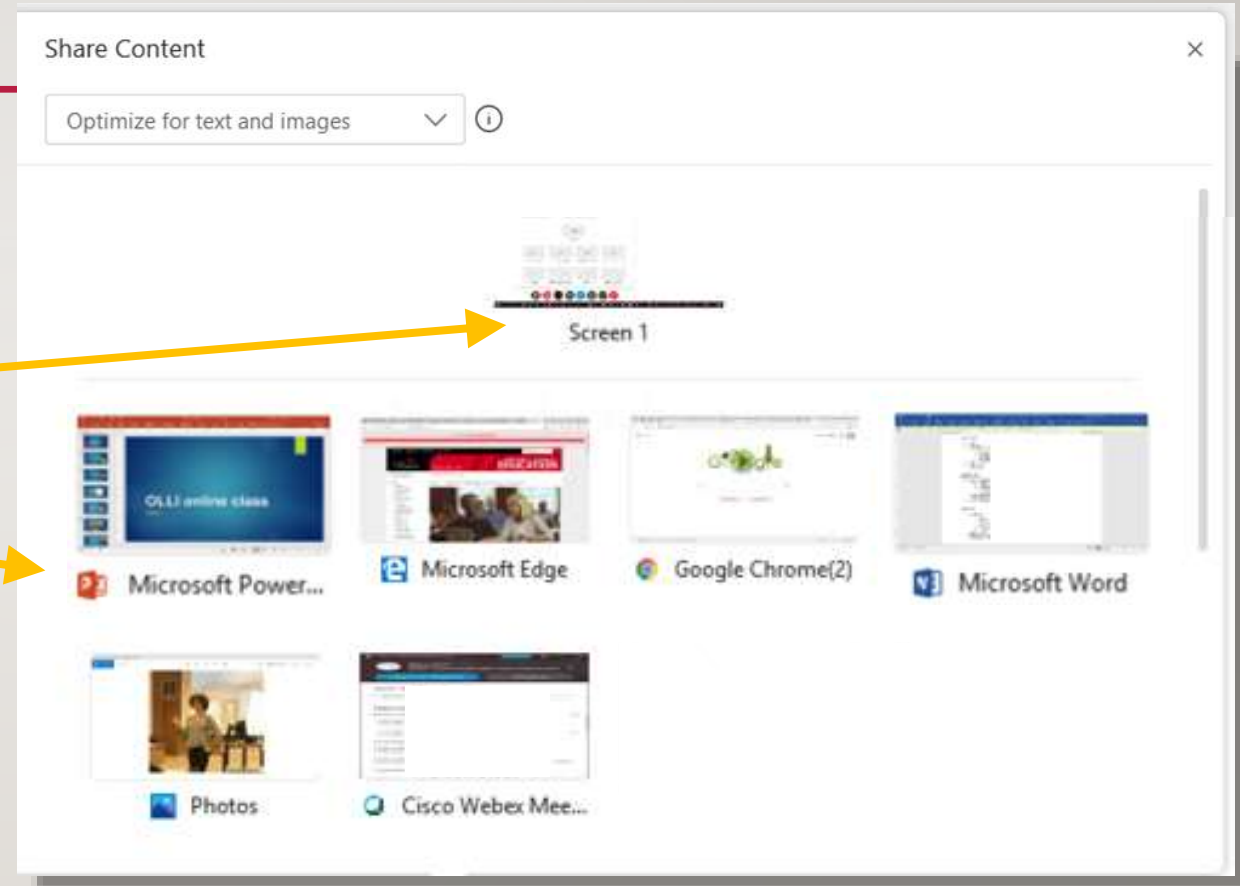 Share Content
Optimize for text and images
Screen 1
OLLI online class
Microsoft Power...
Microsoft Edge
Google Chrome(2)
Microsoft Word
Photos
Cisco Webex Mee...